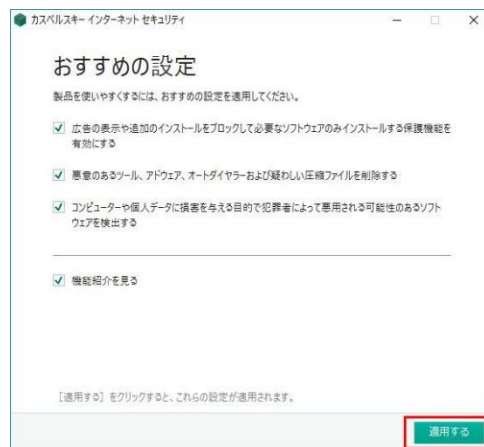 カスペルスキー インターネット セキュリティ
おすすめの設定
製品を使いやすくするには、おすすめの設定を適用してください。
広告の表示や追加のインストールをブロックして必要なソフトウェアのみインストールする保護機能を
有効にする
悪意のあるツール、アドウェア、オートダイヤラーおよび疑わしい圧縮ファイルを削除する
コンピューターや個人データに損害を与える目的で犯罪者によって悪用される可能性のあるソフト
ウェアを検出する
機能紹介を見る
［適用する］をクリックすると、これらの設定が適用されます。
適用する